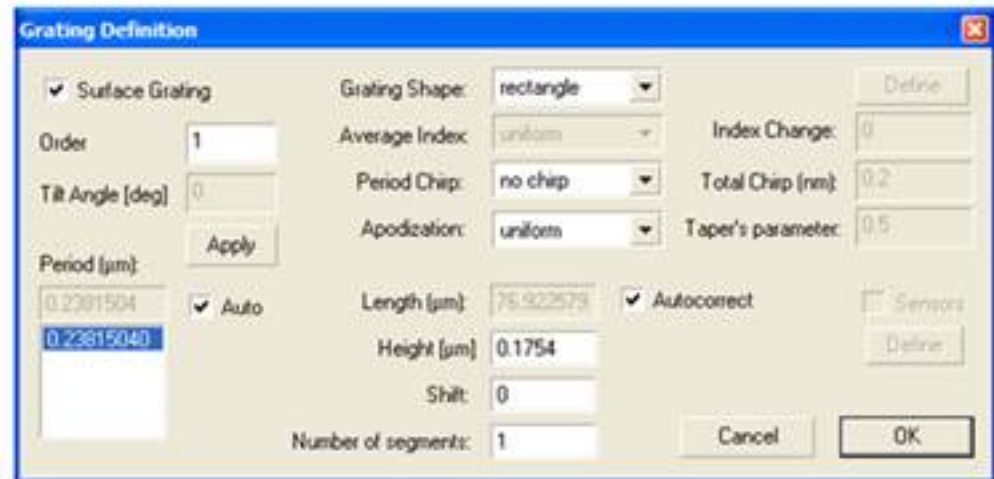 Grating Definition
Surface Grating
Grating Shape: rectangle
Define
Order 1
Average Index: uniform
Index Change: 0
Tilt Angle [deg] 0
Period Chirp: no chirp
Total Chirp (nm): 0.2
Apply
Apodization: uniform
Taper's parameter: 0.5
Period (µm):
0.2381504
Auto
Length (µm): 76.922579
Autocorrect
Sensors
0.23815040
Height [µm] 0.1754
Define
Shift: 0
Number of segments: 1
Cancel
OK